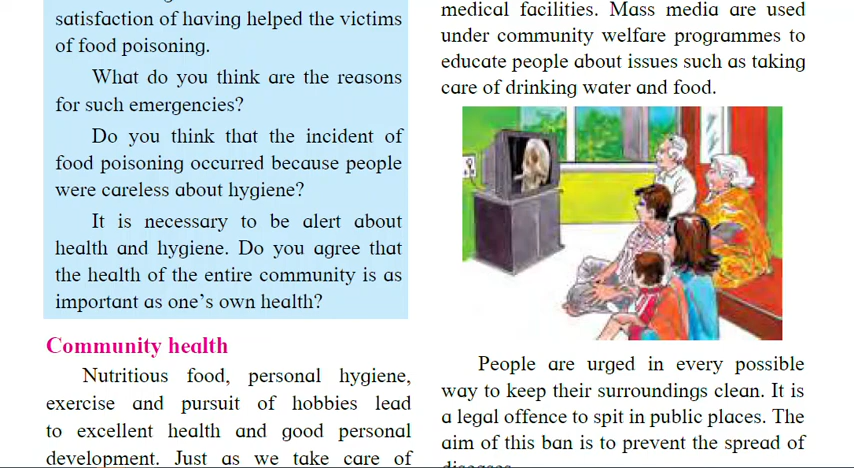 satisfaction of having helped the victims
of food poisoning.
What do you think are the reasons
for such emergencies?
Do you think that the incident of
food poisoning occurred because people
were careless about hygiene?
It is necessary to be alert about
health and hygiene. Do you agree that
the health of the entire community is as
important as one's own health?
Community health
Nutritious food, personal hygiene,
exercise and pursuit of hobbies lead
to excellent health and good personal
development. Just as we take care of
medical facilities. Mass media are used
under community welfare programmes to
educate people about issues such as taking
care of drinking water and food.
People are urged in every possible
way to keep their surroundings clean. It is
a legal offence to spit in public places. The
aim of this ban is to prevent the spread of